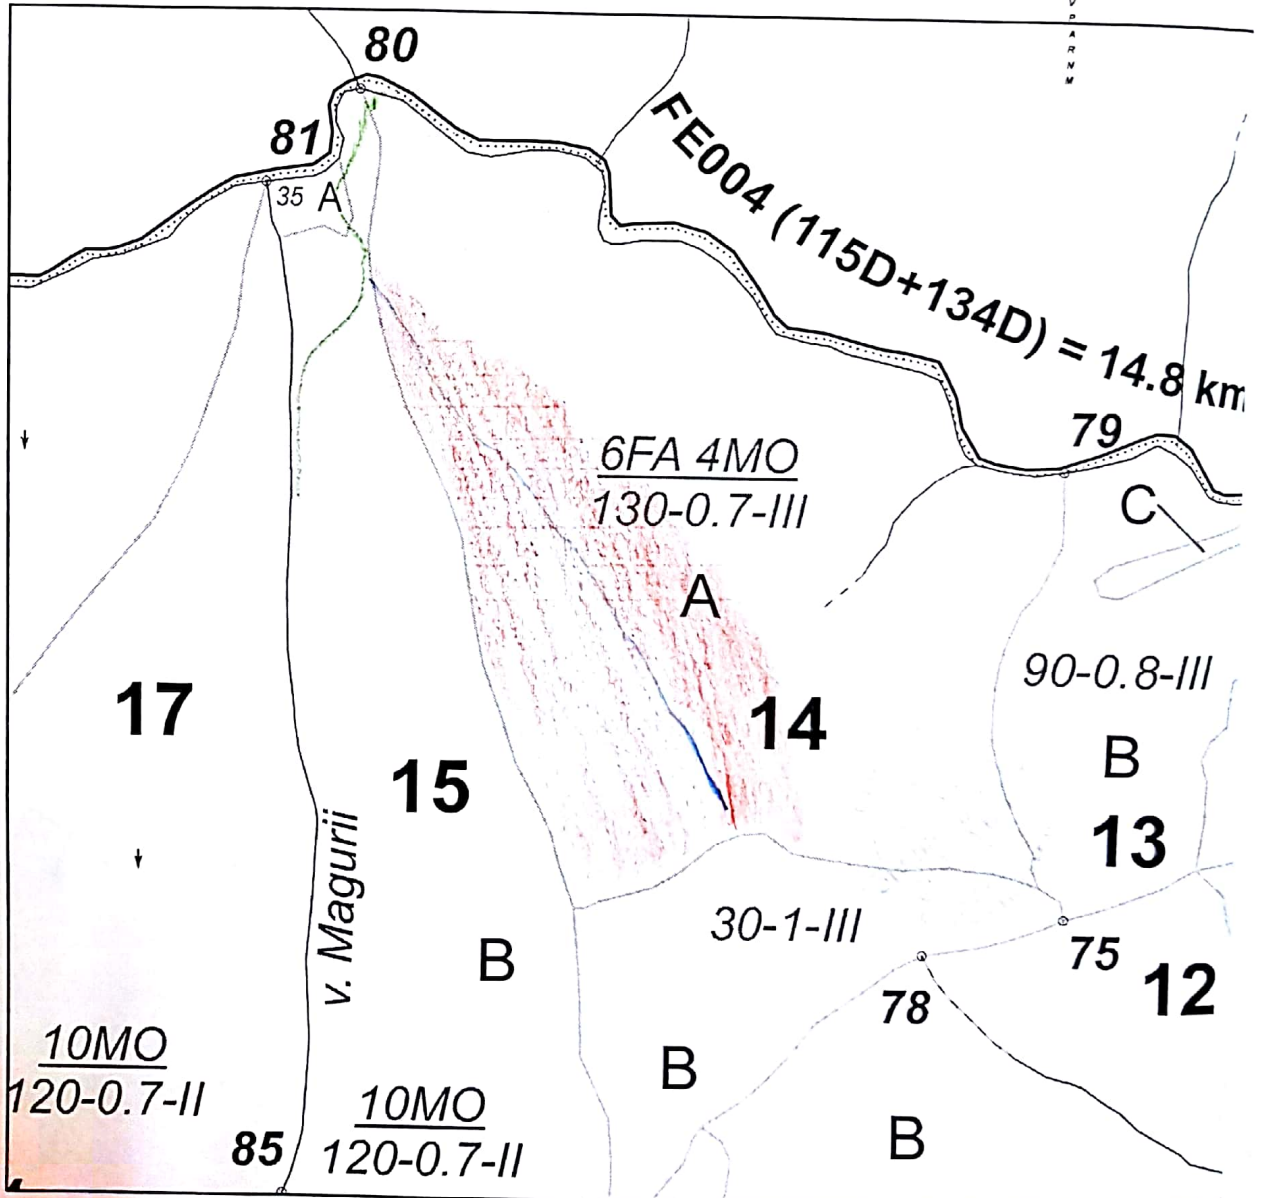 V
P
A
R
N
M
80
81
35
A
FE004 (115D+134D) = 14.8 km
79
C
6FA 4MO
130-0.7-III
A
90-0.8-III
17
14
B
15
13
v. Magurii
30-1-III
75
B
12
78
10MO
120-0.7-II
B
10MO
120-0.7-II
B
85